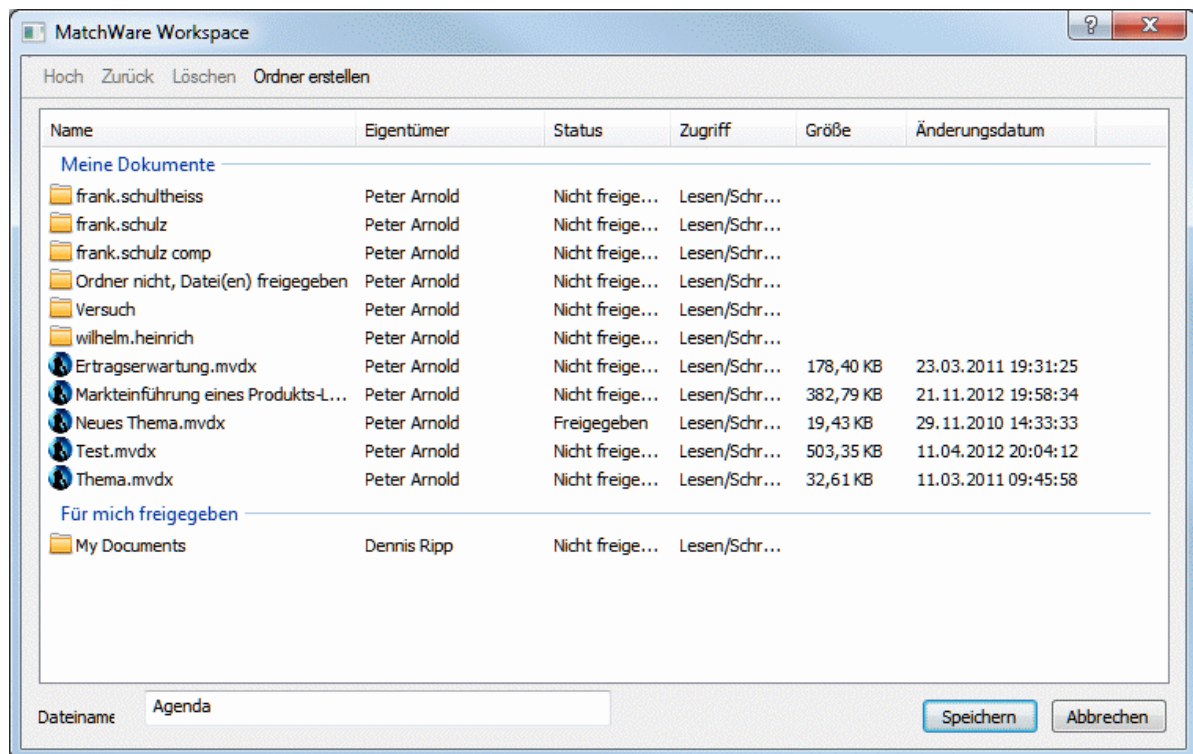 MatchWare Workspace
Hoch Zurück Löschen Ordner erstellen
Name Eigentümer Status Zugriff Größe Änderungsdatum
Meine Dokumente
frank.schultheiss Peter Arnold Nicht freige... Lesen/Schr...
frank.schulz Peter Arnold Nicht freige... Lesen/Schr...
frank.schulz comp Peter Arnold Nicht freige... Lesen/Schr...
Ordner nicht, Datei(en) freigegeben Peter Arnold Nicht freige... Lesen/Schr...
Versuch Peter Arnold Nicht freige... Lesen/Schr...
wilhelm.heinrich Peter Arnold Nicht freige... Lesen/Schr...
Ertragserwartung.mvdx Peter Arnold Nicht freige... Lesen/Schr... 178,40 KB 23.03.2011 19:31:25
Markteinführung eines Produkts-L... Peter Arnold Nicht freige... Lesen/Schr... 382,79 KB 21.11.2012 19:58:34
Neues Thema.mvdx Peter Arnold Freigegeben Lesen/Schr... 19,43 KB 29.11.2010 14:33:33
Test.mvdx Peter Arnold Nicht freige... Lesen/Schr... 503,35 KB 11.04.2012 20:04:12
Thema.mvdx Peter Arnold Nicht freige... Lesen/Schr... 32,61 KB 11.03.2011 09:45:58
Für mich freigegeben
My Documents Dennis Ripp Nicht freige... Lesen/Schr...
Dateiname Agenda Speichern Abbrechen